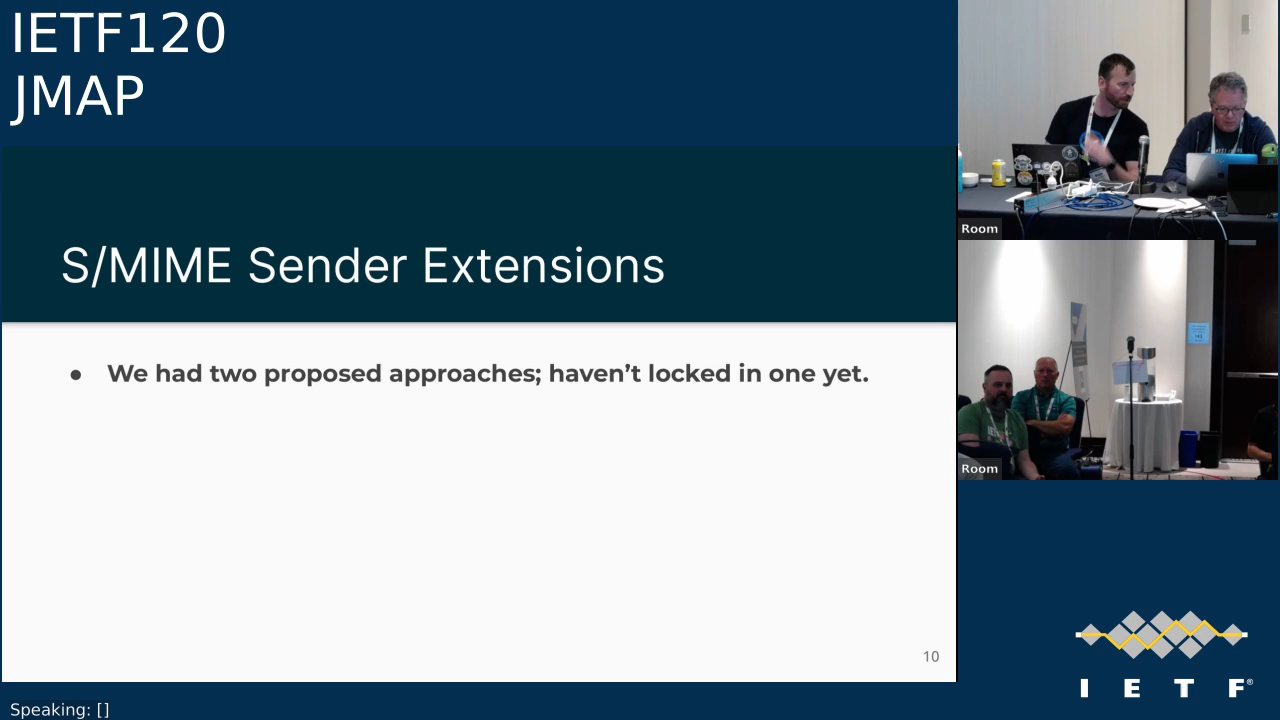 IETF120
JMAP
S/MIME Sender Extensions
● We had two proposed approaches; haven’t locked in one yet.
10
Room
Room
I E T F®
Speaking: []